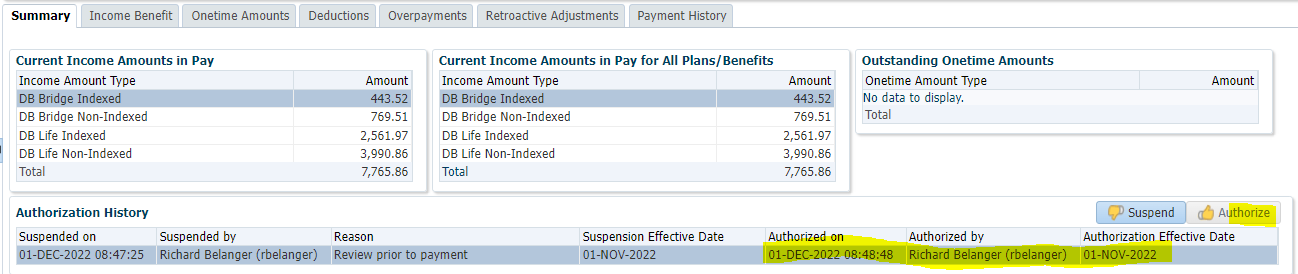 Summary Income Benefit Onetime Amounts Deductions Overpayments Retroactive Adjustments Payment History
Current Income Amounts in Pay
Income Amount Type Amount
DB Bridge Indexed 443.52
DB Bridge Non-Indexed 769.51
DB Life Indexed 2,561.97
DB Life Non-Indexed 3,990.86
Total 7,765.86
Current Income Amounts in Pay for All Plans/Benefits
Income Amount Type Amount
DB Bridge Indexed 443.52
DB Bridge Non-Indexed 769.51
DB Life Indexed 2,561.97
DB Life Non-Indexed 3,990.86
Total 7,765.86
Outstanding Onetime Amounts
Onetime Amount Type Amount
No data to display.
Total
Authorization History Suspend Authorize
Suspended on Suspended by Reason Suspension Effective Date Authorized on Authorized by Authorization Effective Date
01-DEC-2022 08:47:25 Richard Belanger (rbelanger) Review prior to payment 01-NOV-2022 01-DEC-2022 08:48:48 Richard Belanger (rbelanger) 01-NOV-2022